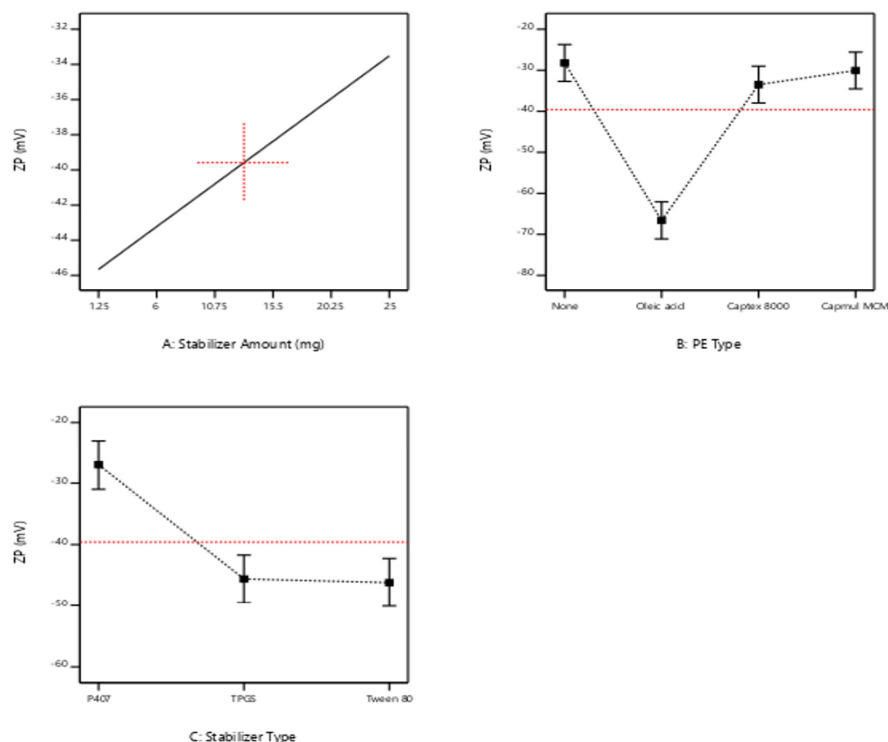 -32
-34
-36
-38
-40
-42
-44
-46
ZP (mV)
1.25 6 10.75 15.5 20.25 25
A: Stabilizer Amount (mg)
-20
-30
-40
-50
-60
-70
-80
ZP (mV)
None Oleic acid Captex 8000 Capmul MCM
B: PE Type
-20
-30
-40
-50
-60
ZP (mV)
P407 TPGS Tween 80
C: Stabilizer Type